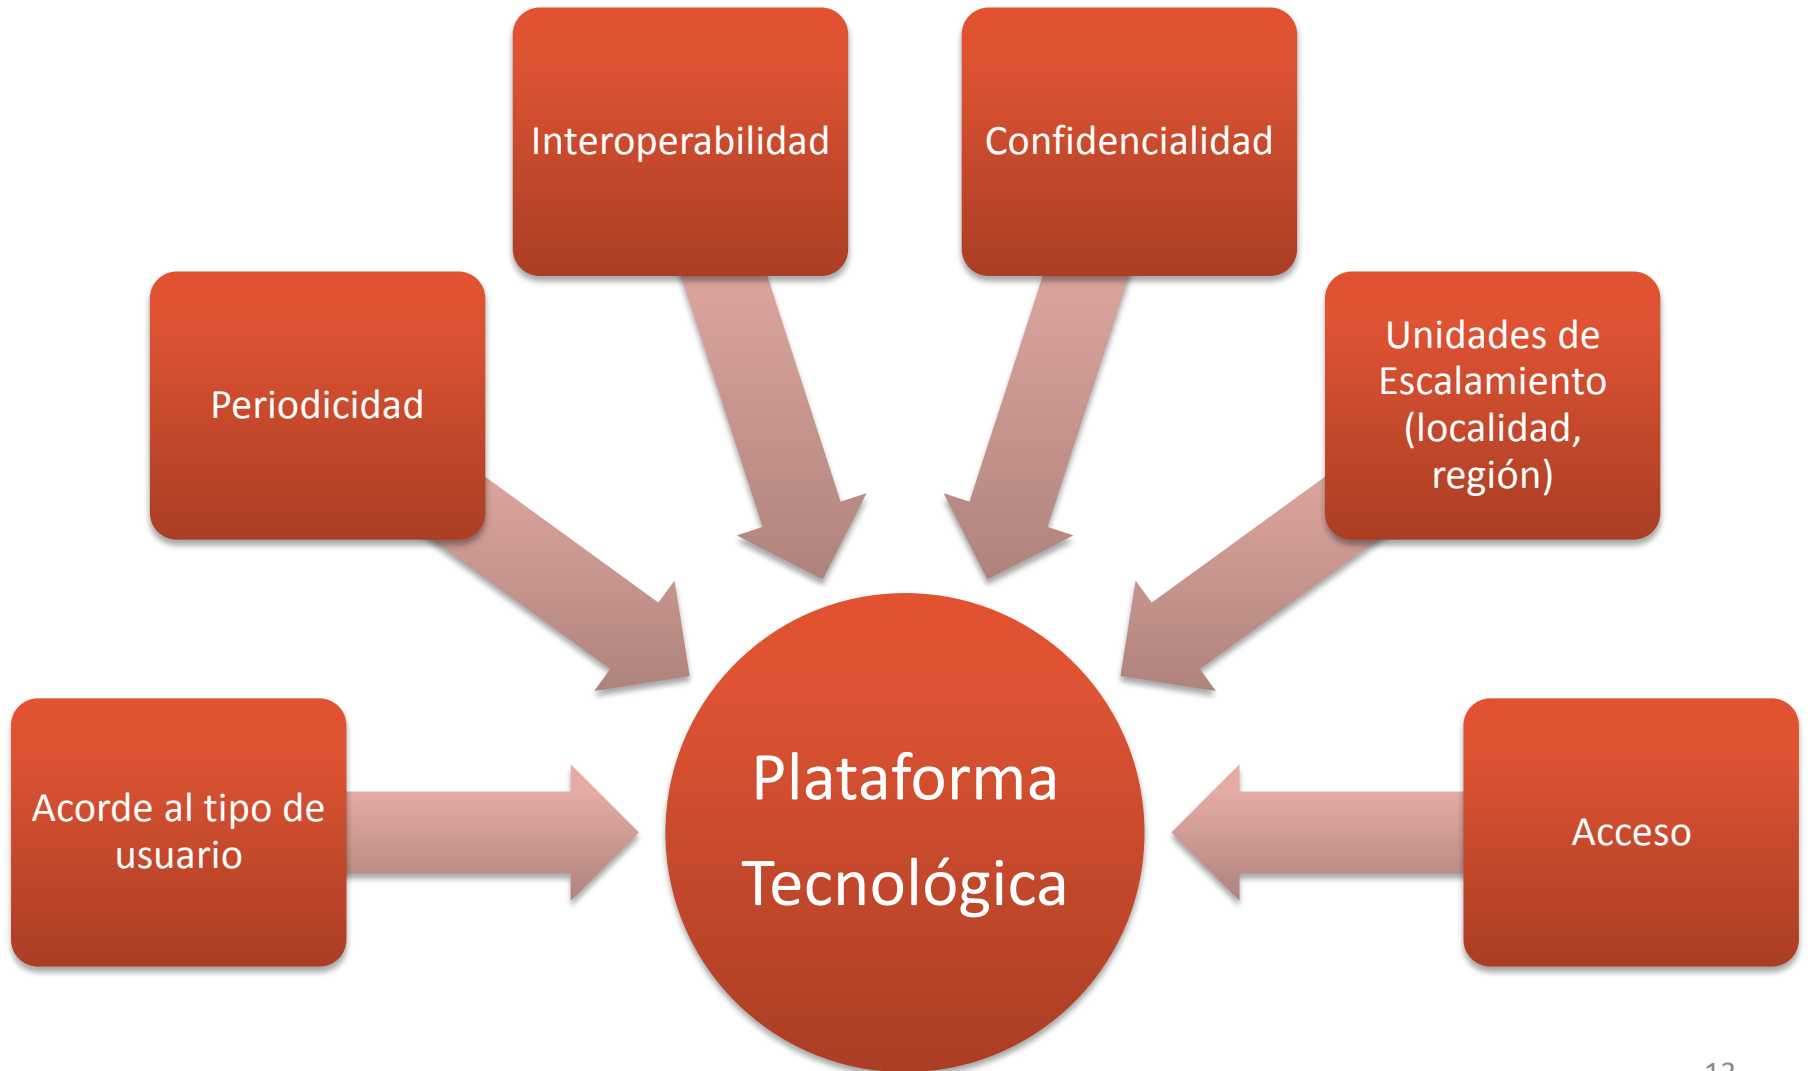 Interoperabilidad
Confidencialidad
Periodicidad
Unidades de
Escalamiento
(localidad,
región)
Acorde al tipo de
usuario
Plataforma
Tecnológica
Acceso